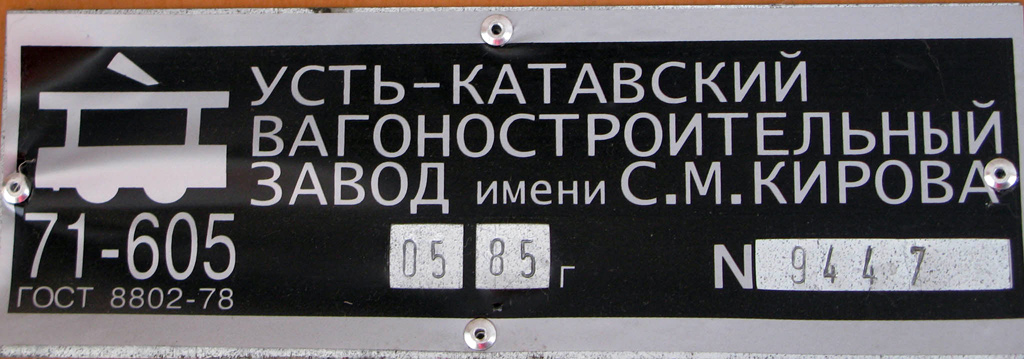 УСТЬ-КАТАВСКИЙ
ВАГОНОСТРОИТЕЛЬНЫЙ
ЗАВОД имени С.М.КИРОВА
71-605
ГОСТ 8802-78
05 85 г
N 9447